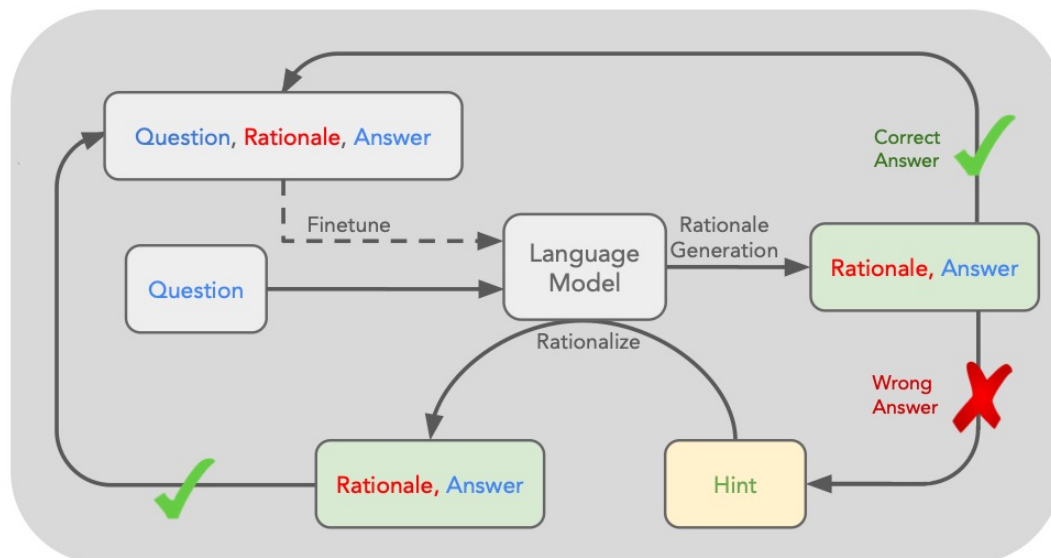 Question, Rationale, Answer
Correct
Answer
Finetune
Language
Model
Rationale
Generation
Rationale, Answer
Question
Rationalize
Wrong
Answer
Rationale, Answer
Hint